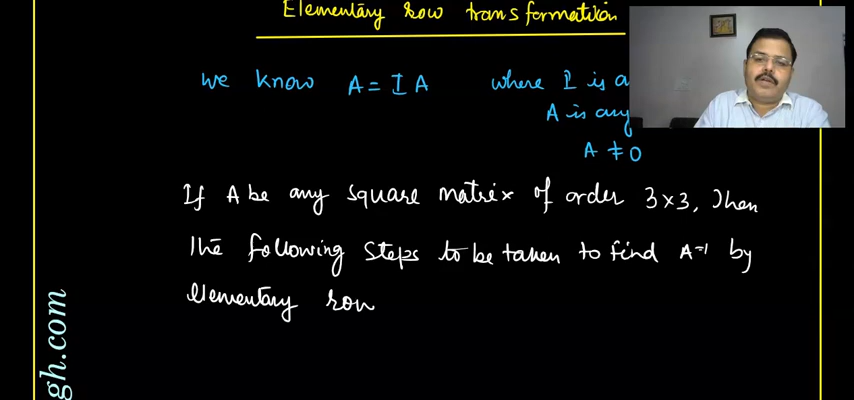 Elementary row transformation
we know A = I A where I is a
A is any
A ≠ 0
If A be any square matrix of order 3×3, Then
the following steps to be taken to find A-1 by
elementary row
gh.com